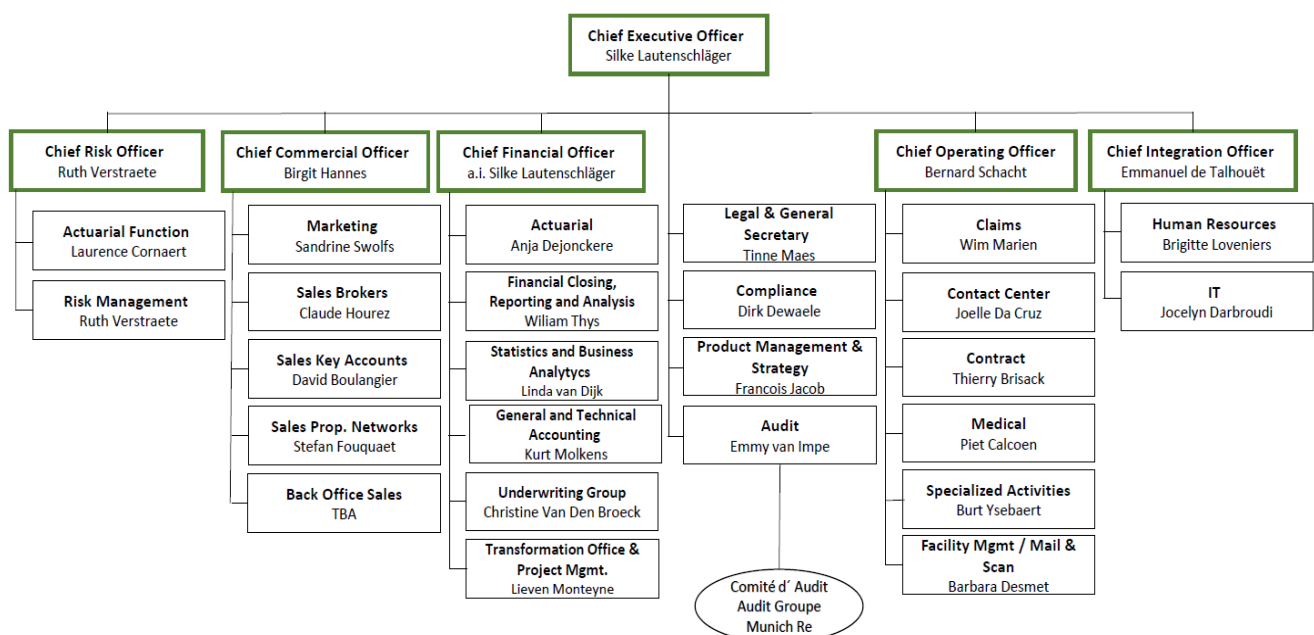 Chief Executive Officer
Silke Lautenschläger
Chief Risk Officer
Ruth Verstraete
Actuarial Function
Laurence Cornaert
Risk Management
Ruth Verstraete
Chief Commercial Officer
Birgit Hannes
Marketing
Sandrine Swolfs
Sales Brokers
Claude Hourez
Sales Key Accounts
David Boulangier
Sales Prop. Networks
Stefan Fouquaet
Back Office Sales
TBA
Chief Financial Officer
a.i. Silke Lautenschläger
Actuarial
Anja Dejonckere
Financial Closing,
Reporting and Analysis
Wiliam Thys
Statistics and Business
Analytycs
Linda van Dijk
General and Technical
Accounting
Kurt Molkens
Underwriting Group
Christine Van Den Broeck
Transformation Office &
Project Mgmt.
Lieven Monteyne
Legal & General
Secretary
Tinne Maes
Compliance
Dirk Dewaele
Product Management &
Strategy
Francois Jacob
Audit
Emmy van Impe
Comité d´ Audit
Audit Groupe
Munich Re
Chief Operating Officer
Bernard Schacht
Claims
Wim Marien
Contact Center
Joelle Da Cruz
Contract
Thierry Brisack
Medical
Piet Calcoen
Specialized Activities
Burt Ysebaert
Facility Mgmt / Mail &
Scan
Barbara Desmet
Chief Integration Officer
Emmanuel de Talhouët
Human Resources
Brigitte Loveniers
IT
Jocelyn Darbroudi